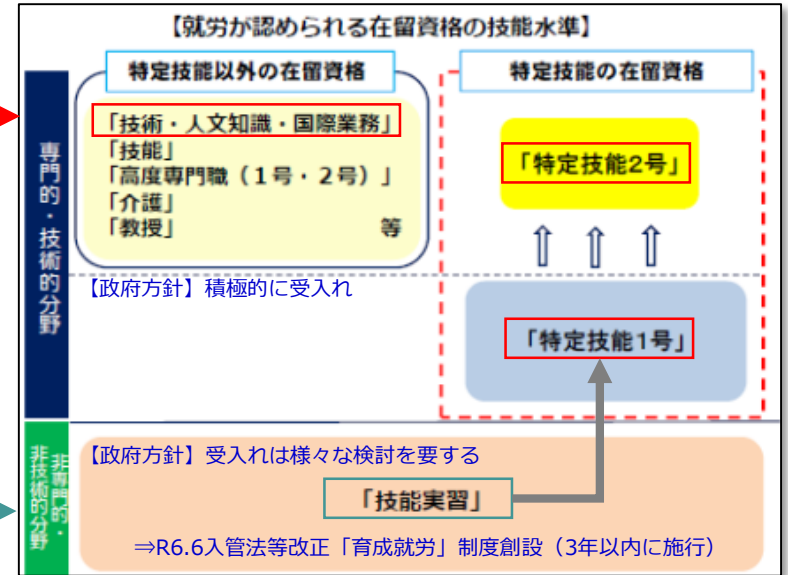 【就労が認められる在留資格の技能水準】
特定技能以外の在留資格
特定技能の在留資格
専門的・技術的分野
「技術・人文知識・国際業務」
「技能」
「高度専門職（１号・２号）」
「介護」
「教授」 等
「特定技能2号」
⇧ ⇧ ⇧
【政府方針】積極的に受入れ
「特定技能1号」
非専門的・
非技術的分野
【政府方針】受入れは様々な検討を要する
「技能実習」
⇒R6.6入管法等改正「育成就労」制度創設（3年以内に施行）